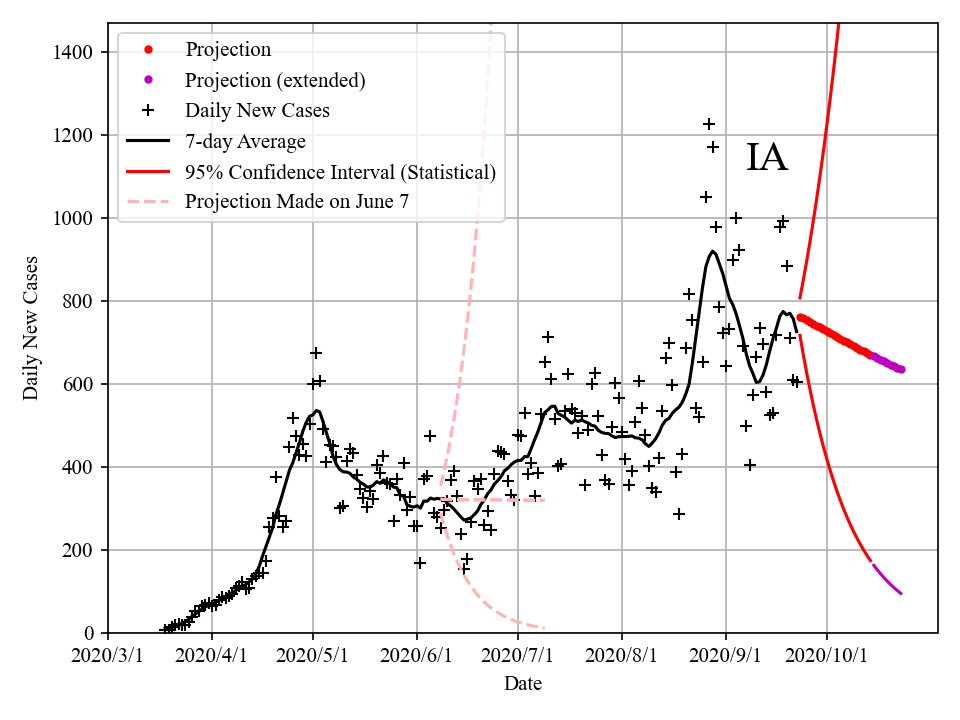 1400
1200
1000
800
600
400
200
0
Daily New Cases
Projection
Projection (extended)
Daily New Cases
7-day Average
95% Confidence Interval (Statistical)
Projection Made on June 7
IA
2020/3/1 2020/4/1 2020/5/1 2020/6/1 2020/7/1 2020/8/1 2020/9/1 2020/10/1
Date